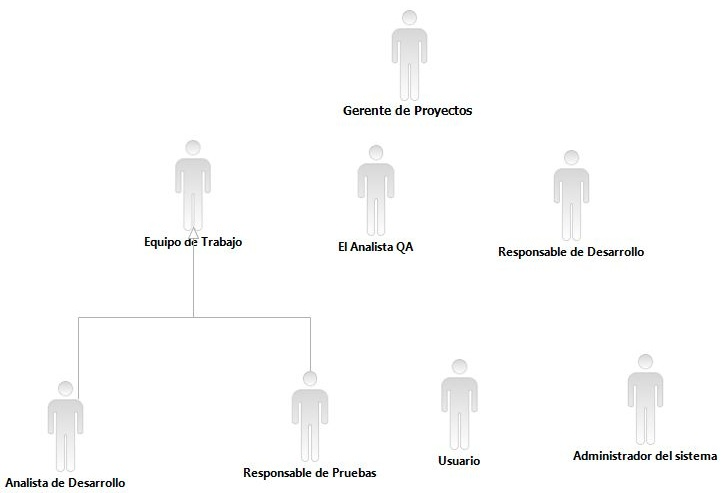 Gerente de Proyectos
Equipo de Trabajo
El Analista QA
Responsable de Desarrollo
Analista de Desarrollo
Responsable de Pruebas
Usuario
Administrador del sistema